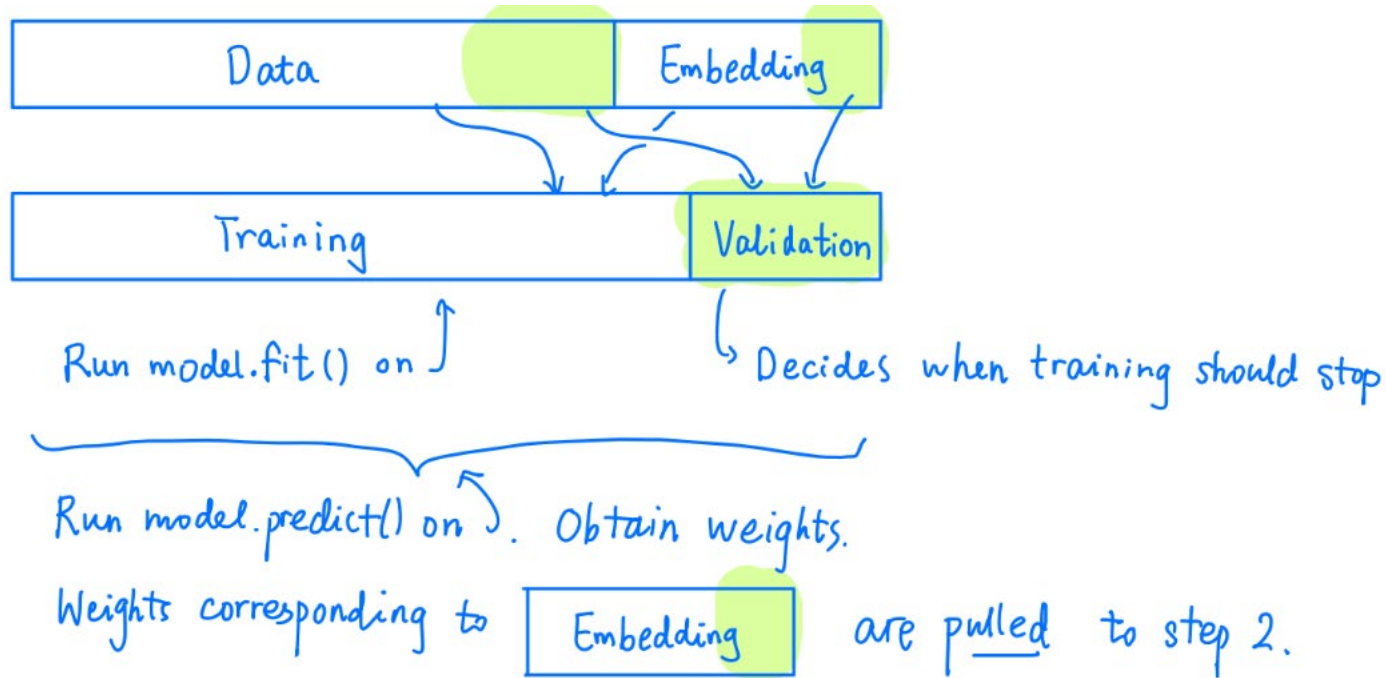 Data Embedding
Training Validation
Run model.fit() on Decides when training should stop
Run model.predict() on . Obtain weights.
Weights corresponding to Embedding are pulled to step 2.